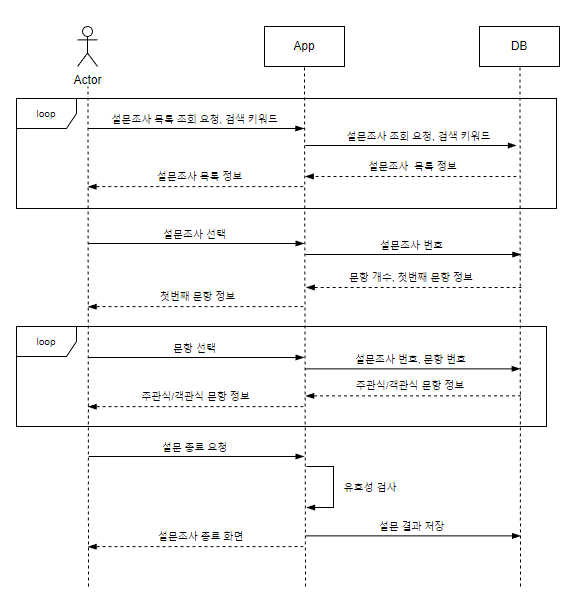 App
DB
Actor
loop
설문조사 목록 조회 요청, 검색 키워드
설문조사 조회 요청, 검색 키워드
설문조사 목록 정보
설문조사 목록 정보
설문조사 선택
설문조사 번호
문항 개수, 첫번째 문항 정보
첫번째 문항 정보
loop
문항 선택
설문조사 번호, 문항 번호
주관식/객관식 문항 정보
주관식/객관식 문항 정보
설문 종료 요청
유효성 검사
설문 결과 저장
설문조사 종료 화면